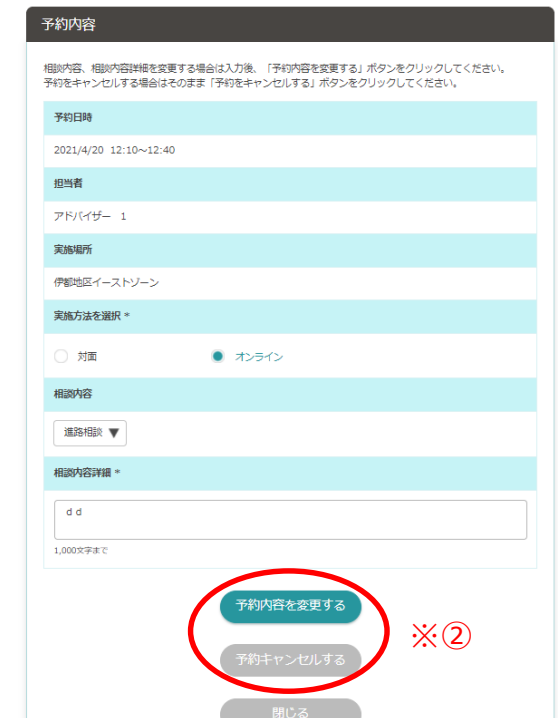 予約内容
相談内容、相談内容詳細を変更する場合は入力後、「予約内容を変更する」ボタンをクリックしてください。
予約をキャンセルする場合はそのまま「予約をキャンセルする」ボタンをクリックしてください。
予約日時
2021/4/20 12:10～12:40
担当者
アドバイザー 1
実施場所
伊都地区イーストゾーン
実施方法を選択 *
対面 オンライン
相談内容
進路相談 ▼
相談内容詳細 *
ｄｄ
1,000文字まで
予約内容を変更する
※②
予約キャンセルする
閉じる